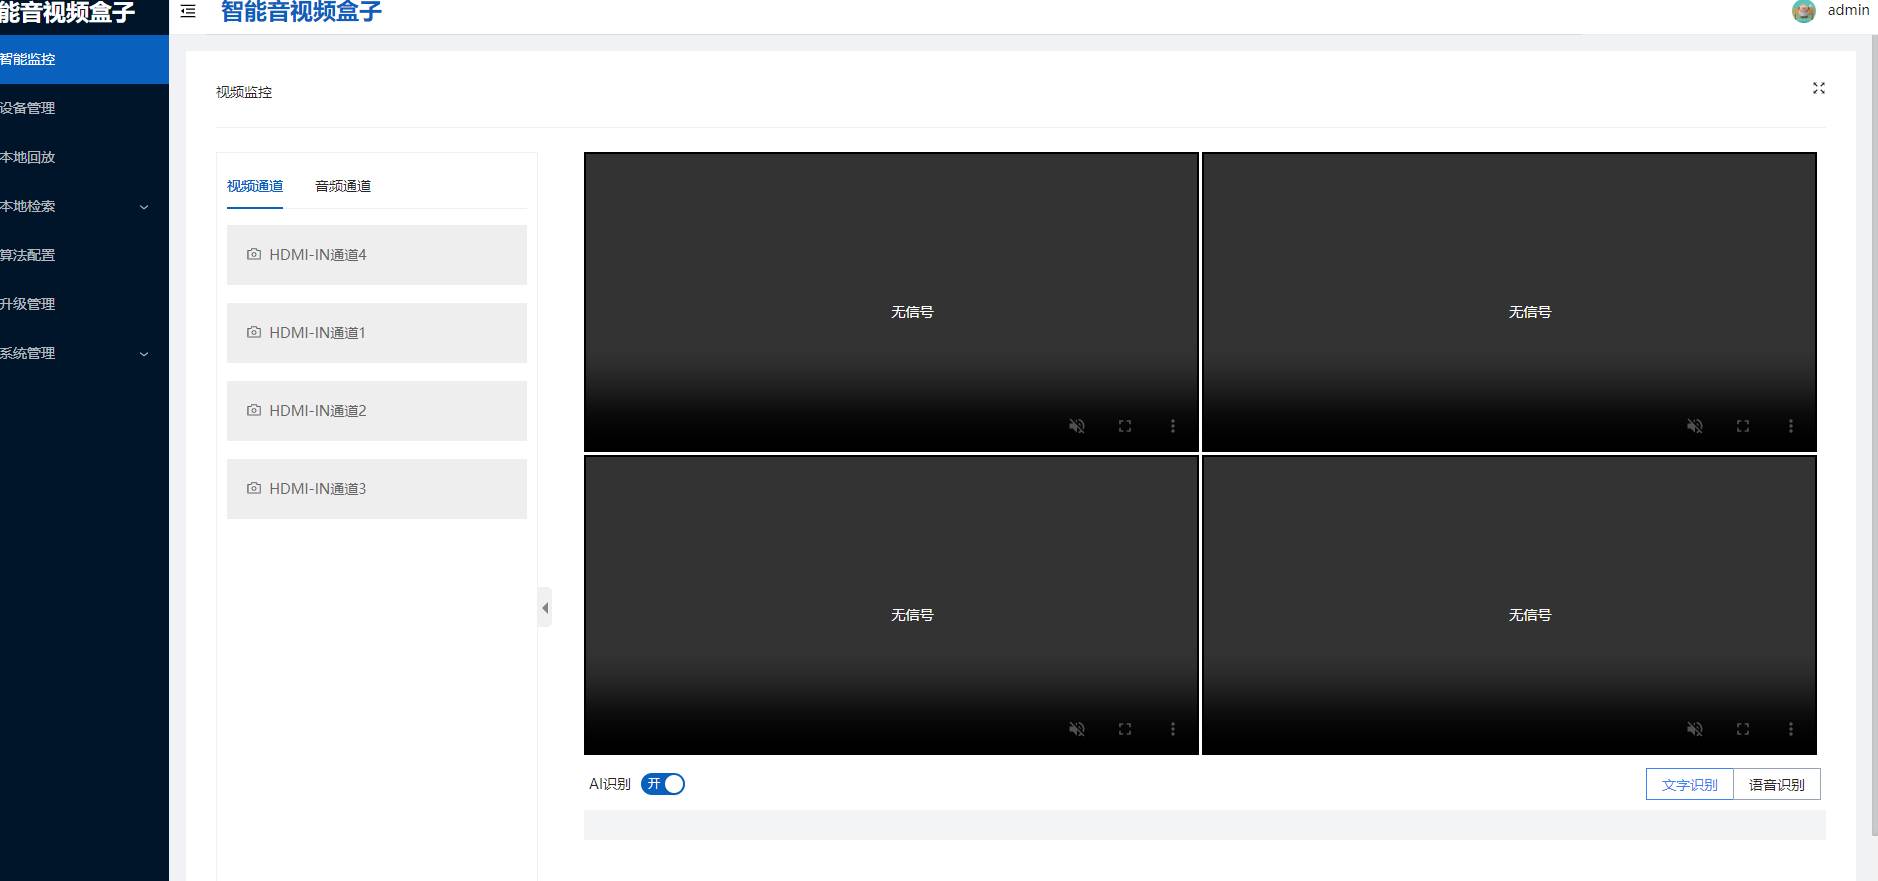 能音视频盒子
智能音视频盒子
admin
智能监控
设备管理
本地回放
本地检索
算法配置
升级管理
系统管理
视频监控
视频通道 音频通道
HDMI-IN通道4
HDMI-IN通道1
HDMI-IN通道2
HDMI-IN通道3
无信号
无信号
无信号
无信号
AI识别 开
文字识别 语音识别